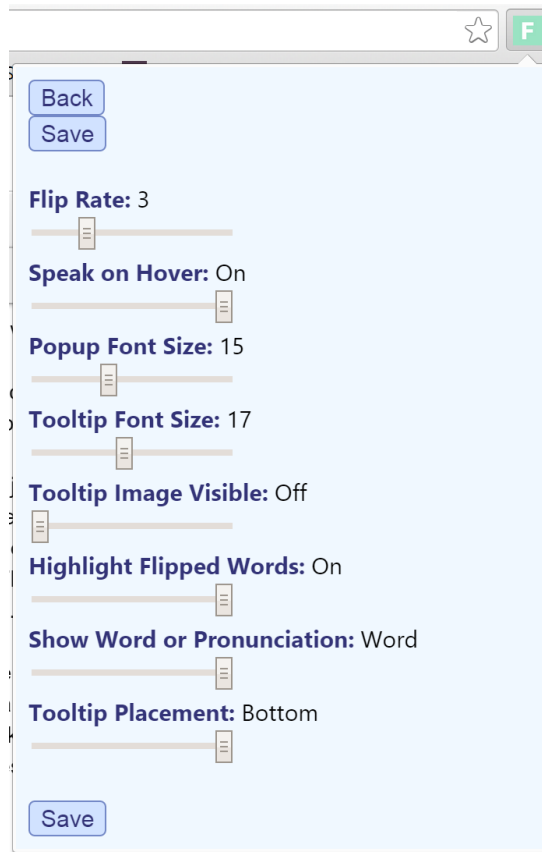 F
Back
Save
Flip Rate: 3
Speak on Hover: On
Popup Font Size: 15
Tooltip Font Size: 17
Tooltip Image Visible: Off
Highlight Flipped Words: On
Show Word or Pronunciation: Word
Tooltip Placement: Bottom
Save